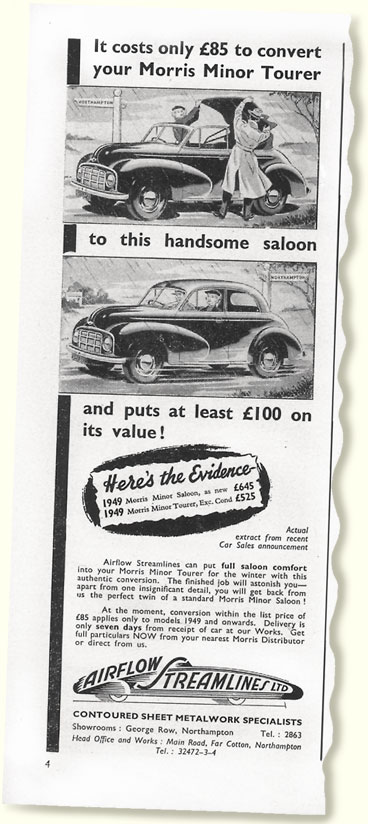 It costs only £85 to convert
your Morris Minor Tourer
NORTHAMPTON
to this handsome saloon
NORTHAMPTON
and puts at least £100 on
its value!
Here's the Evidence-
1949 Morris Minor Saloon, as new £645
1949 Morris Minor Tourer, Exc. Cond £525
Actual
extract from recent
Car Sales announcement
Airflow Streamlines can put full saloon comfort
into your Morris Minor Tourer for the winter with this
authentic conversion. The finished job will astonish you—
apart from one insignificant detail, you will get back from
us the perfect twin of a standard Morris Minor Saloon!
At the moment, conversion within the list price of
£85 applies only to models 1949 and onwards. Delivery is
only seven days from receipt of car at our Works. Get
full particulars NOW from your nearest Morris Distributor
or direct from us.
AIRFLOW STREAMLINES LTD
CONTOURED SHEET METALWORK SPECIALISTS
Showrooms : George Row, Northampton Tel. : 2863
Head Office and Works : Main Road, Far Cotton, Northampton
Tel. : 32472-3-4
4